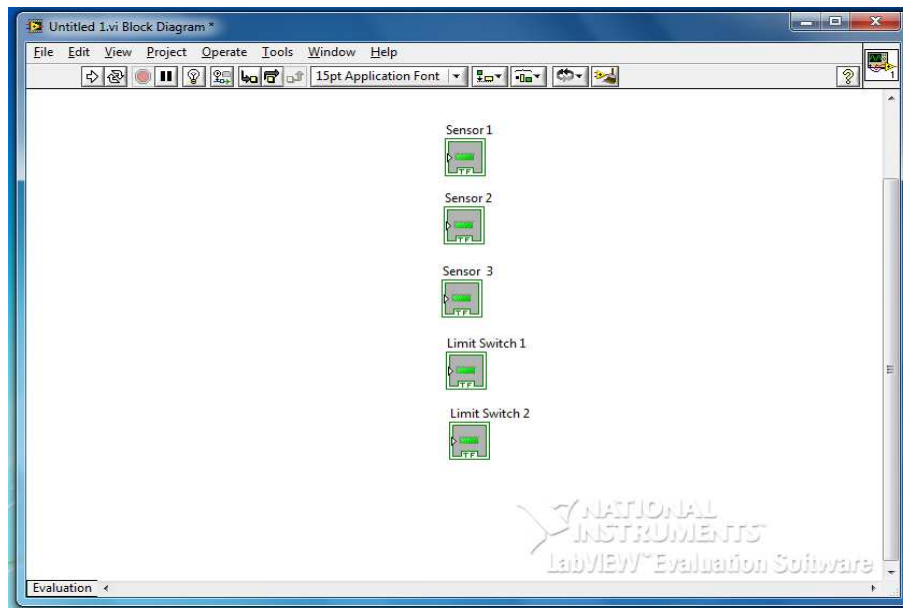 Untitled 1.vi Block Diagram *
File Edit View Project Operate Tools Window Help
15pt Application Font
1
Sensor 1
TF
Sensor 2
TF
Sensor  3
TF
Limit Switch 1
TF
Limit Switch 2
TF
NATIONAL
INSTRUMENTS
LabVIEW™ Evaluation Software
Evaluation